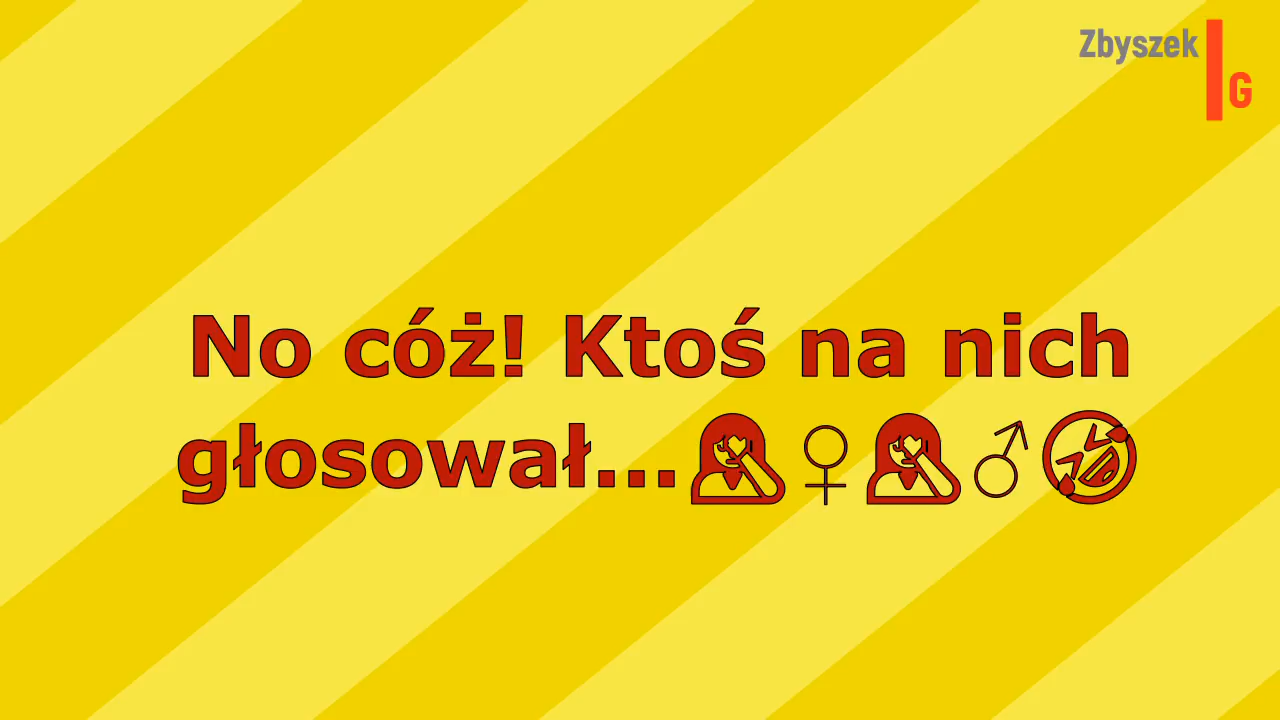 Zbyszek
G
No cóż! Ktoś na nich
głosował...🤦♀🤦♂🤣